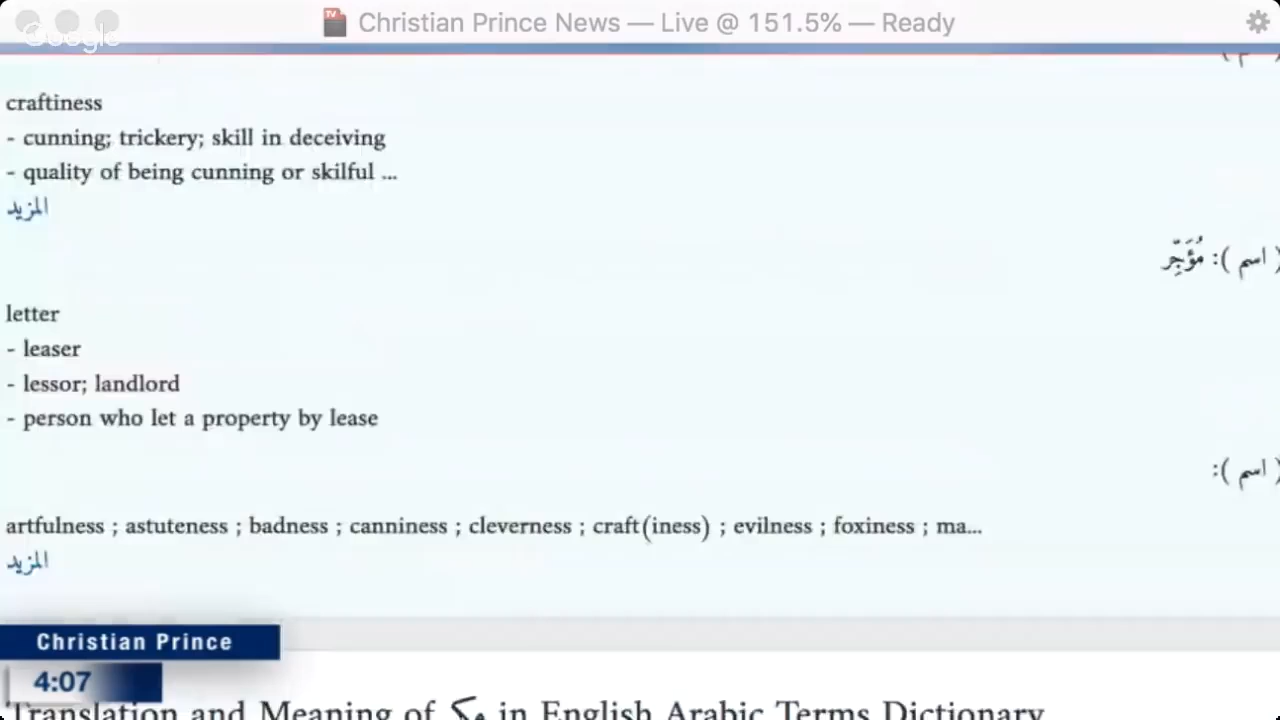 Christian Prince News — Live @ 151.5% — Ready
Google
craftiness
- cunning; trickery; skill in deceiving
- quality of being cunning or skilful ...
المزيد
( اسم ): مُؤَجِّر
letter
- leaser
- lessor; landlord
- person who let a property by lease
( اسم ):
artfulness ; astuteness ; badness ; canniness ; cleverness ; craft(iness) ; evilness ; foxiness ; ma...
المزيد
Christian Prince
4:07
Translation and Meaning of مكر in English Arabic Terms Dictionary